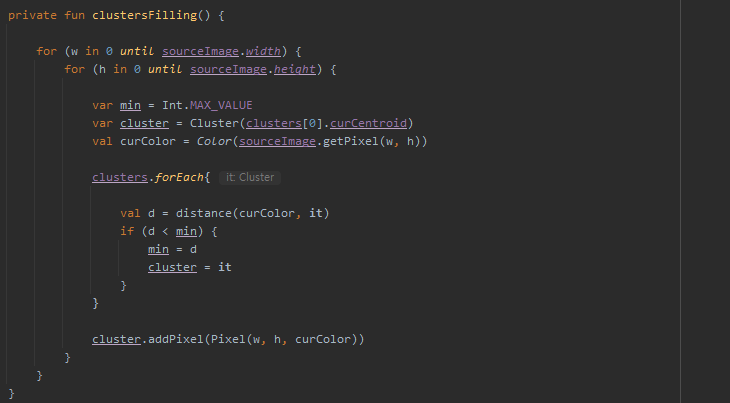 private fun clustersFilling() {
for (w in 0 until sourceImage.width) {
for (h in 0 until sourceImage.height) {
var min = Int.MAX_VALUE
var cluster = Cluster(clusters[0].curCentroid)
val curColor = Color(sourceImage.getPixel(w, h))
clusters.forEach{ it: Cluster
val d = distance(curColor, it)
if (d < min) {
min = d
cluster = it
}
}
cluster.addPixel(Pixel(w, h, curColor))
}
}
}